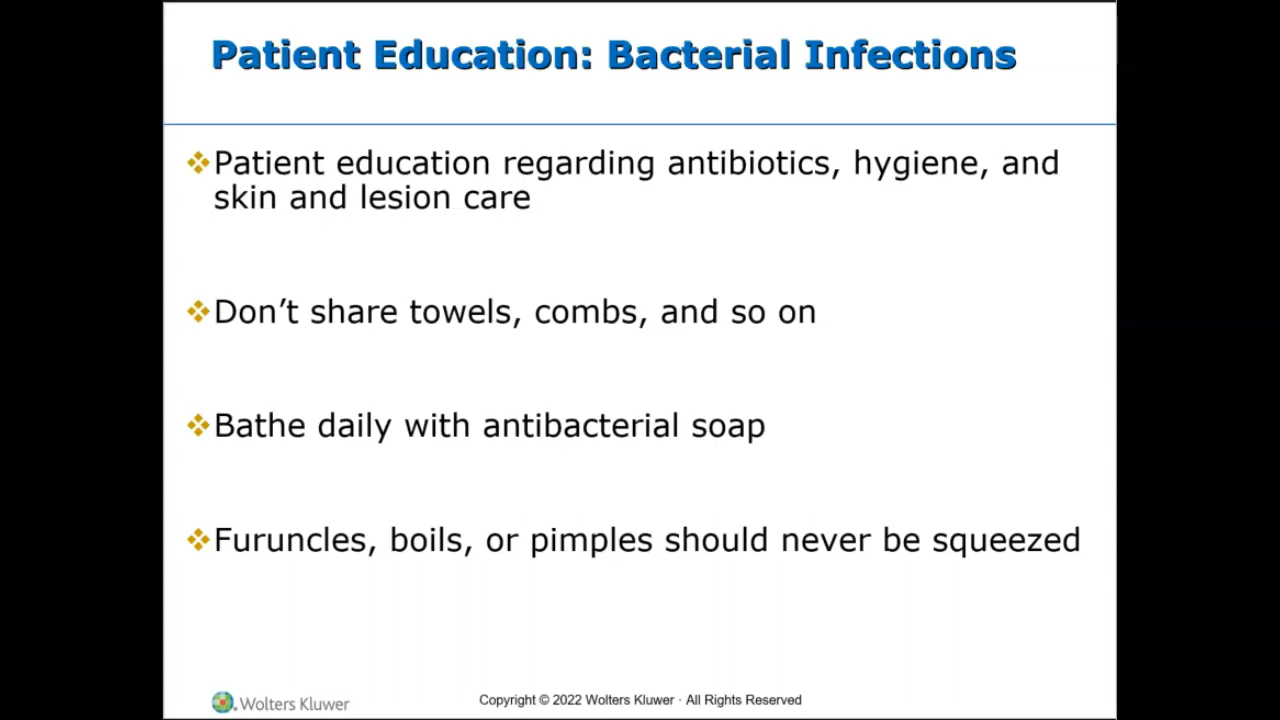 Patient Education: Bacterial Infections
Patient education regarding antibiotics, hygiene, and
skin and lesion care
Don’t share towels, combs, and so on
Bathe daily with antibacterial soap
Furuncles, boils, or pimples should never be squeezed
Wolters Kluwer
Copyright © 2022 Wolters Kluwer · All Rights Reserved